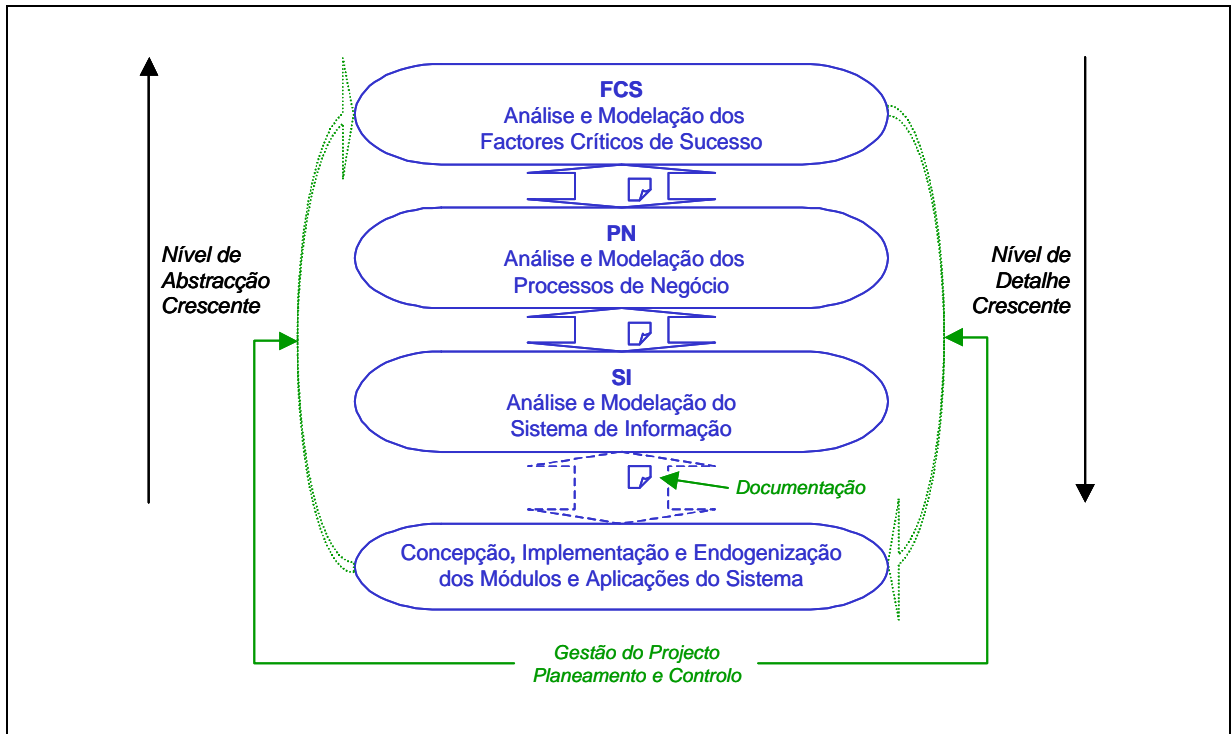 FCS
Análise e Modelação dos
Factores Críticos de Sucesso
PN
Análise e Modelação dos
Processos de Negócio
Nível de
Abstracção
Crescente
Nível de
Detalhe
Crescente
SI
Análise e Modelação do
Sistema de Informação
Documentação
Concepção, Implementação e Endogenização
dos Módulos e Aplicações do Sistema
Gestão do Projecto
Planeamento e Controlo